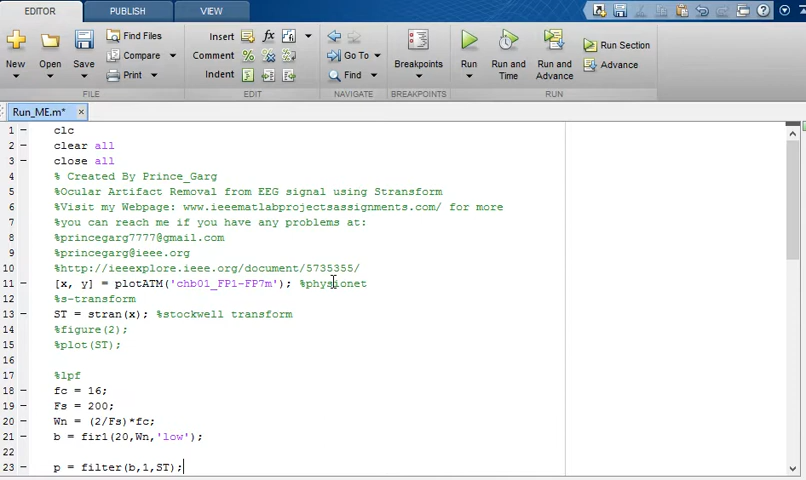 EDITOR PUBLISH VIEW
New Open Save Find Files Compare Print FILE
Insert fx Comment Indent EDIT
Go To Find NAVIGATE
Breakpoints BREAKPOINTS
Run Run and Time Run and Advance Run Section Advance RUN
Run_ME.m* ×
1 clc
2 clear all
3 close all
4 % Created By Prince_Garg
5 %Ocular Artifact Removal from EEG signal using Stransform
6 %Visit my Webpage: www.ieeematlabprojectsassignments.com/ for more
7 %you can reach me if you have any problems at:
8 %princegarg7777@gmail.com
9 %princegarg@ieee.org
10 %http://ieeexplore.ieee.org/document/5735355/
11 [x, y] = plotATM('chb01_FP1-FP7m'); %physionet
12 %s-transform
13 ST = stran(x); %stockwell transform
14 %figure(2);
15 %plot(ST);
16
17 %lpf
18 fc = 16;
19 Fs = 200;
20 Wn = (2/Fs)*fc;
21 b = fir1(20,Wn,'low');
22
23 p = filter(b,1,ST);